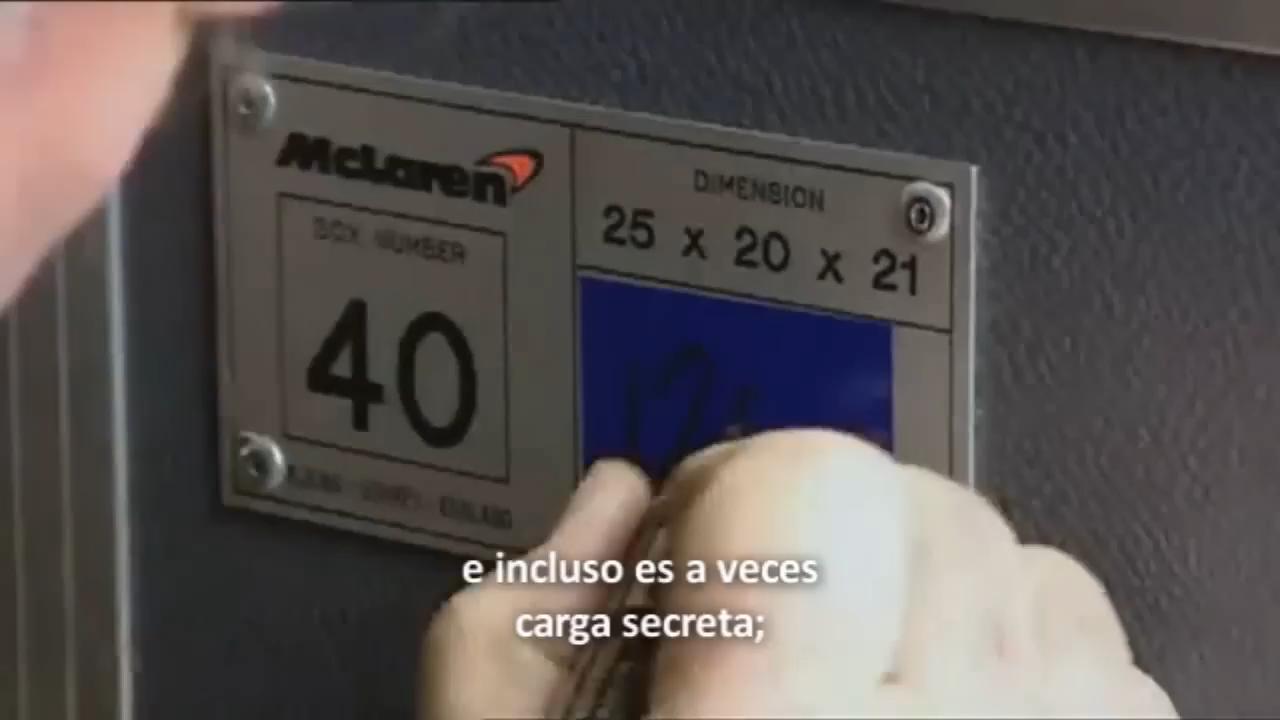 McLaren
BOX NUMBER
40
DIMENSION
25 x 20 x 21
e incluso es a veces
carga secreta;